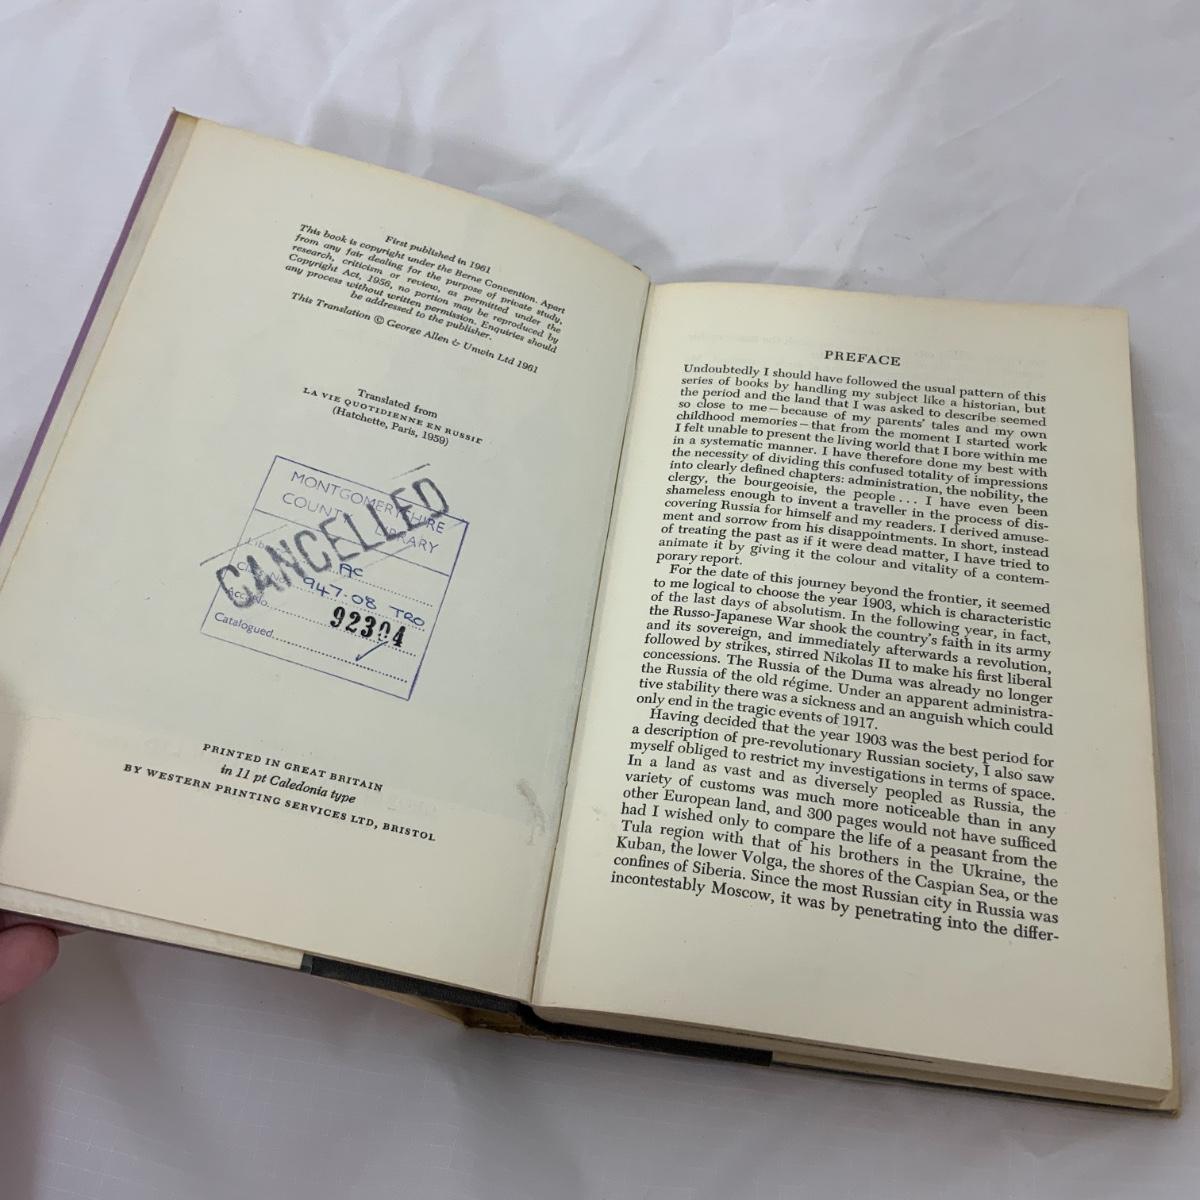 First published in 1961
This book is copyright under the Berne Convention. Apart
from any fair dealing for the purpose of private study,
research, criticism or review, as permitted under the
Copyright Act, 1956, no portion may be reproduced by
any process without written permission. Enquiries should
be addressed to the publisher.
This Translation © George Allen & Unwin Ltd 1961
Translated from
LA VIE QUOTIDIENNE EN RUSSIE
(Hatchette, Paris, 1959)
MONTGOMERYSHIRE
COUNTY LIBRARY
CANCELLED
AC
947.08 TRO
Acc. No.
92304
Catalogued
PRINTED IN GREAT BRITAIN
in 11 pt Caledonia type
BY WESTERN PRINTING SERVICES LTD, BRISTOL
PREFACE
Undoubtedly I should have followed the usual pattern of this
series of books by handling my subject like a historian, but
the period and the land that I was asked to describe seemed
so close to me—because of my parents' tales and my own
childhood memories—that from the moment I started work
I felt unable to present the living world that I bore within me
in a systematic manner. I have therefore done my best with
the necessity of dividing this confused totality of impressions
into clearly defined chapters: administration, the nobility, the
clergy, the bourgeoisie, the people... I have even been
shameless enough to invent a traveller in the process of dis-
covering Russia for himself and my readers. I derived amuse-
ment and sorrow from his disappointments. In short, instead
of treating the past as if it were dead matter, I have tried to
animate it by giving it the colour and vitality of a contem-
porary report.
For the date of this journey beyond the frontier, it seemed
to me logical to choose the year 1903, which is characteristic
of the last days of absolutism. In the following year, in fact,
the Russo-Japanese War shook the country's faith in its army
and its sovereign, and immediately afterwards a revolution,
followed by strikes, stirred Nikolas II to make his first liberal
concessions. The Russia of the Duma was already no longer
the Russia of the old régime. Under an apparent administra-
tive stability there was a sickness and an anguish which could
only end in the tragic events of 1917.
Having decided that the year 1903 was the best period for
a description of pre-revolutionary Russian society, I also saw
myself obliged to restrict my investigations in terms of space.
In a land as vast and as diversely peopled as Russia, the
variety of customs was much more noticeable than in any
other European land, and 300 pages would not have sufficed
had I wished only to compare the life of a peasant from the
Tula region with that of his brothers in the Ukraine, the
Kuban, the lower Volga, the shores of the Caspian Sea, or the
confines of Siberia. Since the most Russian city in Russia was
incontestably Moscow, it was by penetrating into the differ-